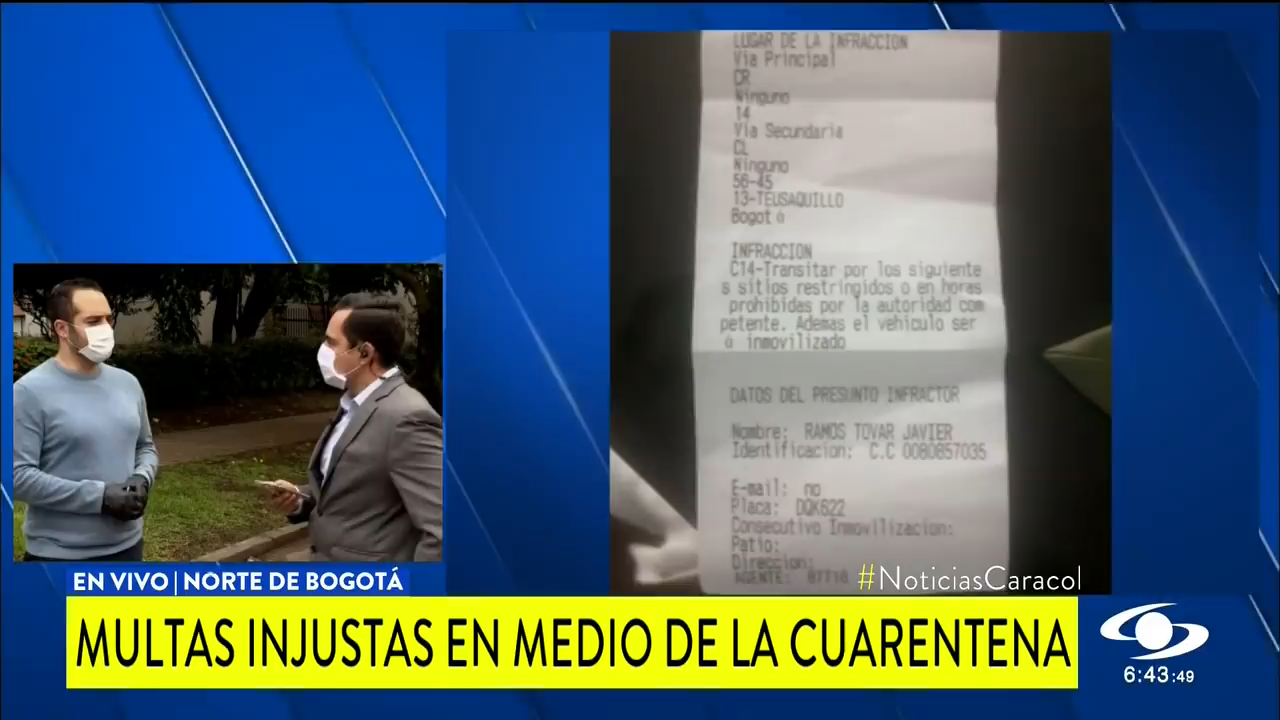 LUGAR DE LA INFRACCION
Via Principal
CR
Ninguno
14
Via Secundaria
CL
Ninguno
56-45
13-TEUSAQUILLO
Bogotá
INFRACCION
C14-Transitar por los siguiente
s sitios restringidos o en horas
prohibidas por la autoridad com
petente. Ademas el vehiculo ser
á inmovilizado
DATOS DEL PRESUNTO INFRACTOR
Nombre: RAMOS TOVAR JAVIER
Identificacion: C.C 0080857035
E-mail: no
Placa: DQK622
Consecutivo Inmovilizacion:
Patio:
Direccion:
AGENTE:
#NoticiasCaracol
EN VIVO | NORTE DE BOGOTÁ
MULTAS INJUSTAS EN MEDIO DE LA CUARENTENA
6:43:49